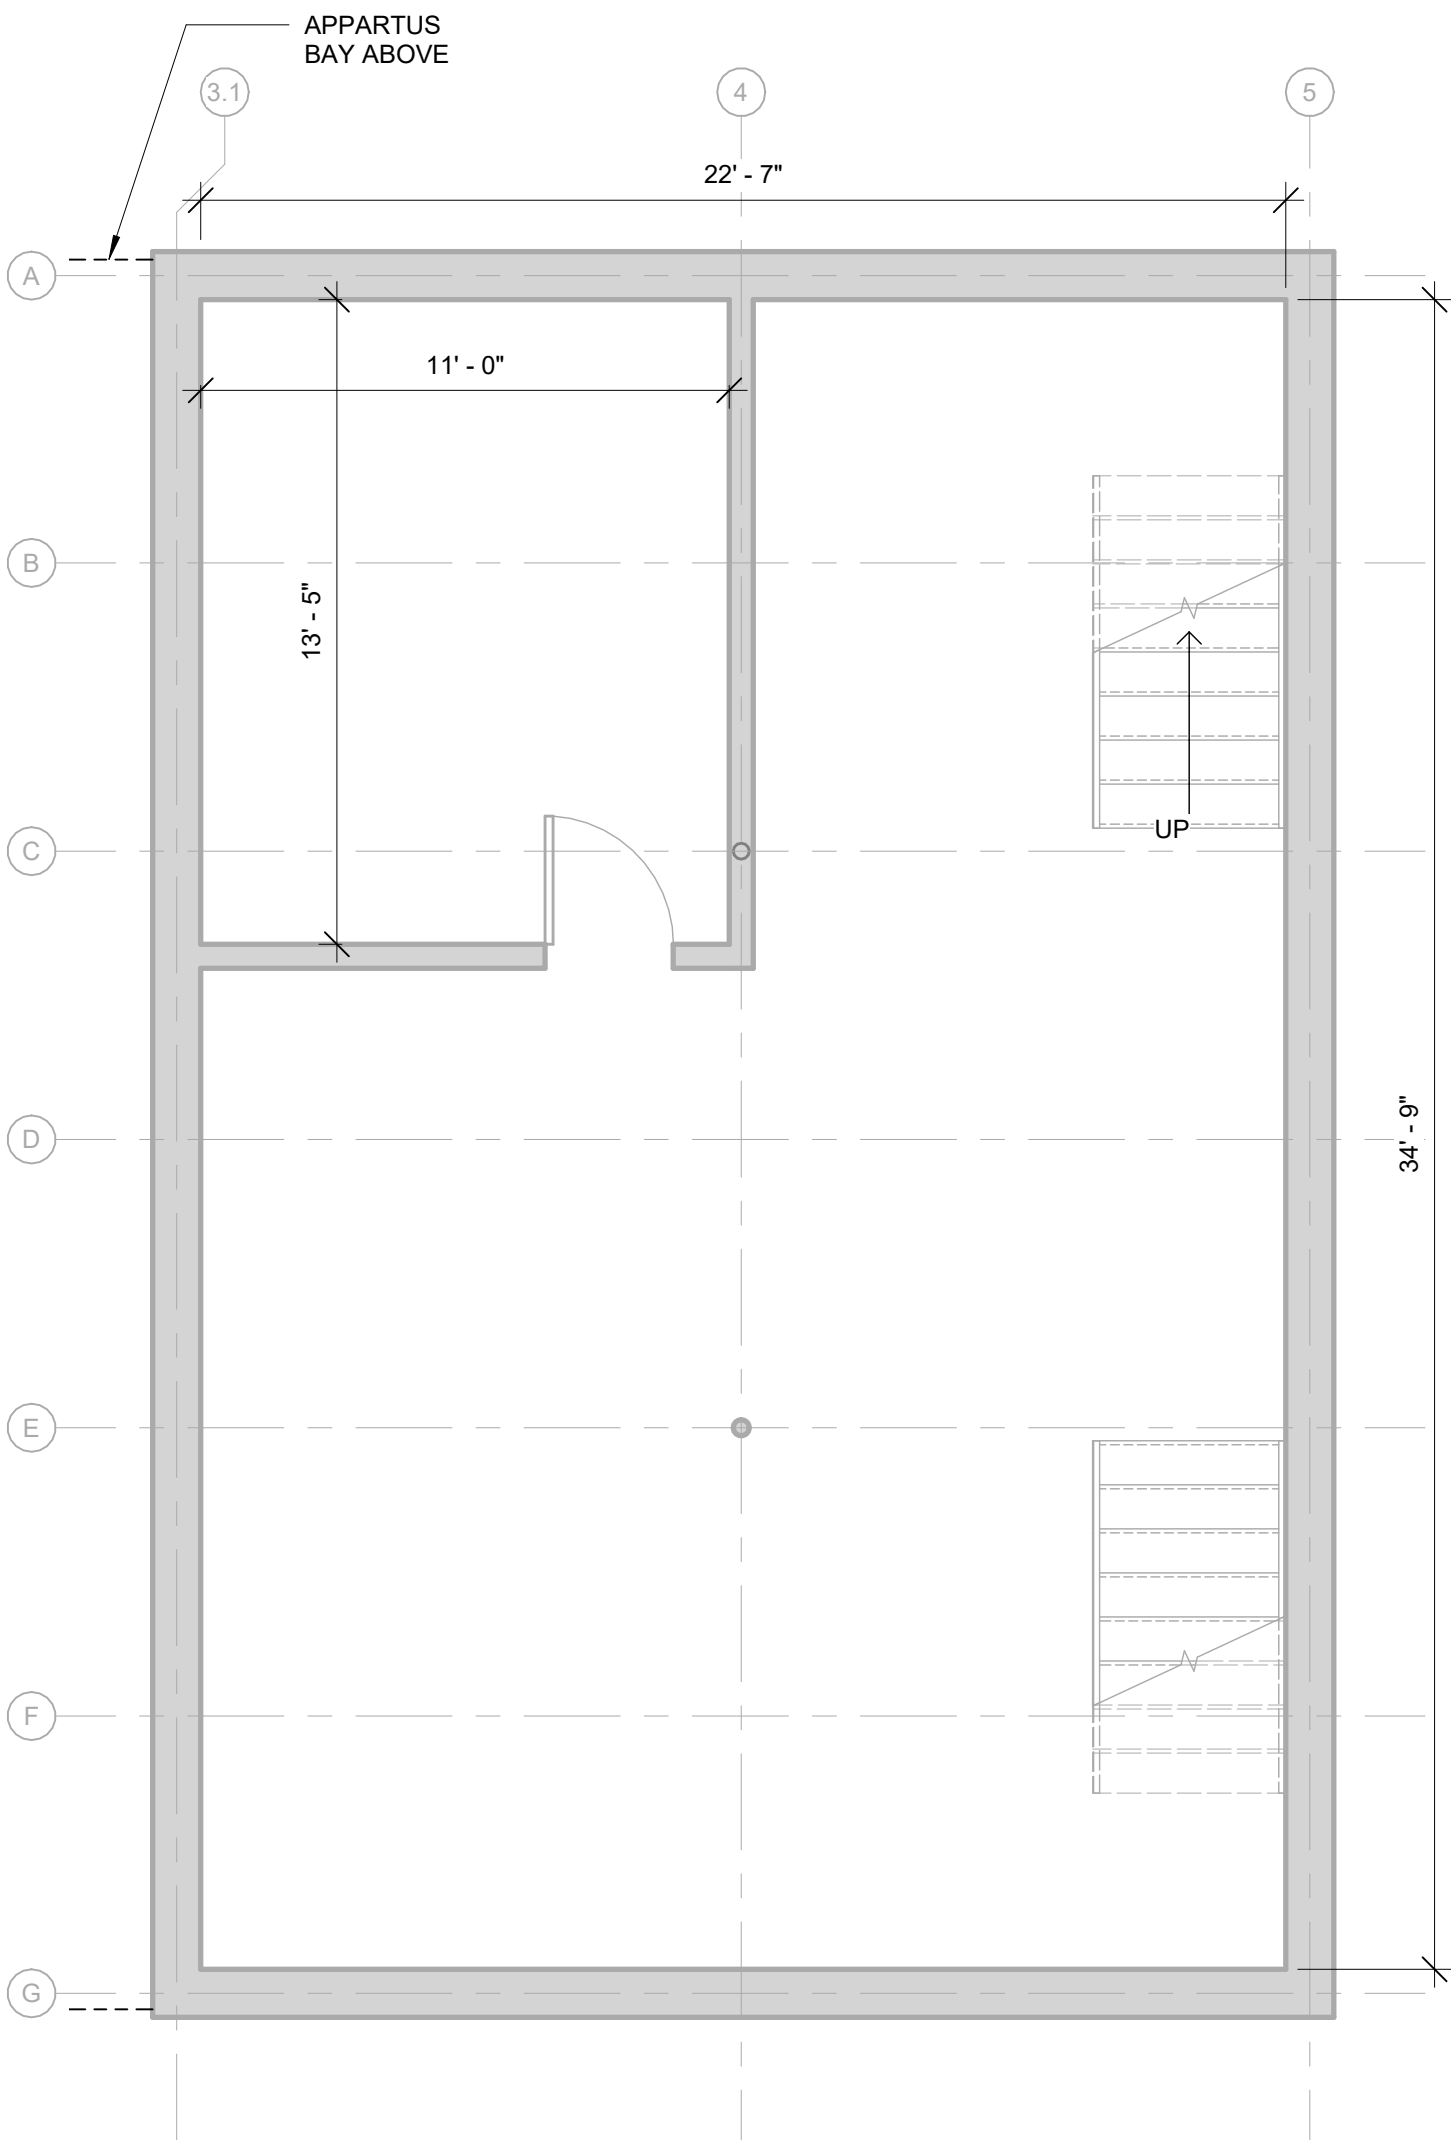 APPARTUS
BAY ABOVE
3.1
4
5
22' - 7"
A
11' - 0"
B
13' - 5"
UP
C
D
34' - 9"
E
F
G